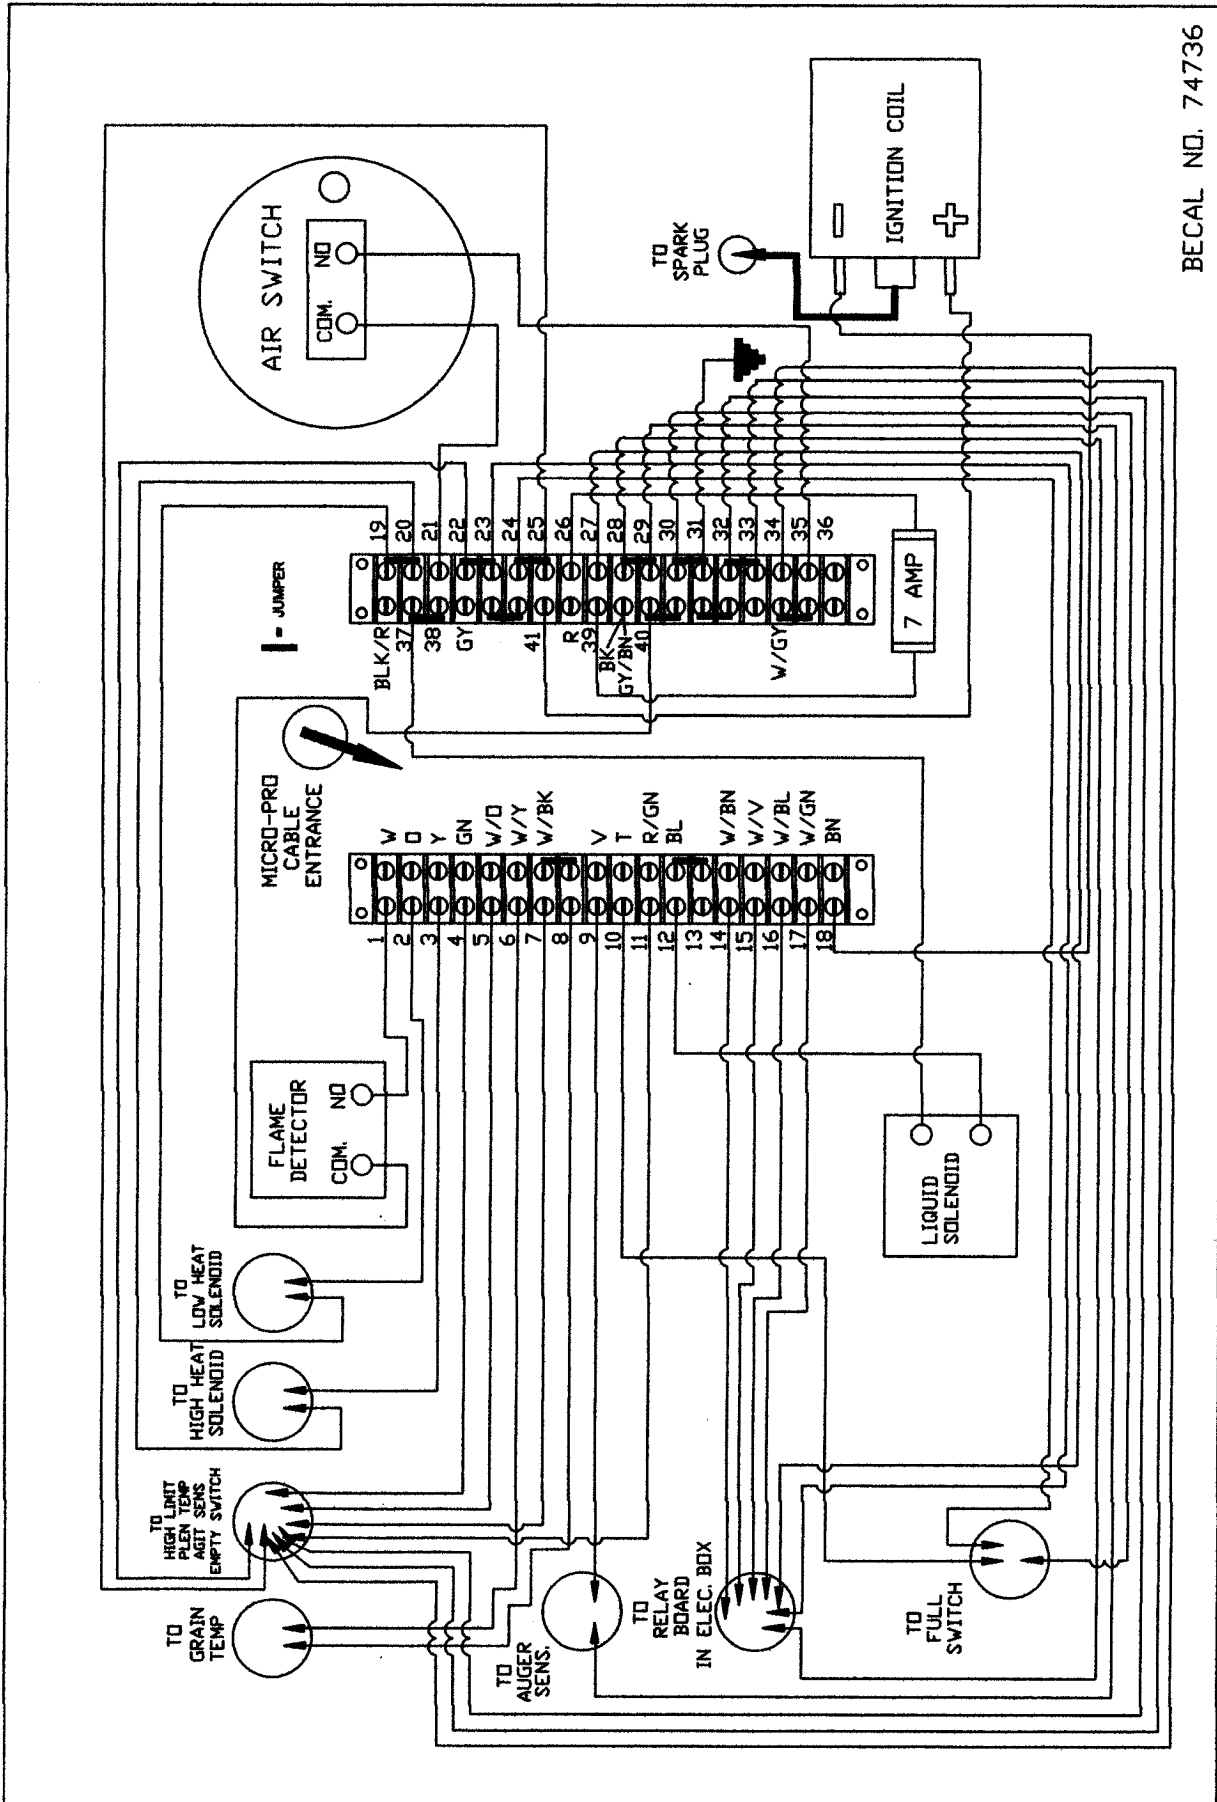 AIR SWITCH
COM.
NO
TO
SPARK
PLUG
IGNITION COIL
BECAL NO. 74736
= JUMPER
19
20
21
22
23
24
25
26
27
28
29
30
31
32
33
34
35
36
BLK/R
37
38
GY
41
R
39
BK
GY/BN
40
W/GY
7 AMP
MICRO-PRO
CABLE
ENTRANCE
W
O
Y
GN
W/O
W/Y
W/BK
V
T
R/GN
BL
W/BN
W/V
W/BL
W/GN
BN
1
2
3
4
5
6
7
8
9
10
11
12
13
14
15
16
17
18
FLAME
DETECTOR
COM.
NO
LIQUID
SOLENOID
TO
LOW HEAT
SOLENOID
TO
HIGH HEAT
SOLENOID
TO
HIGH LIMIT
PLEN TEMP
AGIT SENS
EMPTY SWITCH
TO
GRAIN
TEMP
TO
AUGER
SENS.
TO
RELAY
BOARD
IN ELEC. BOX
TO
FULL
SWITCH